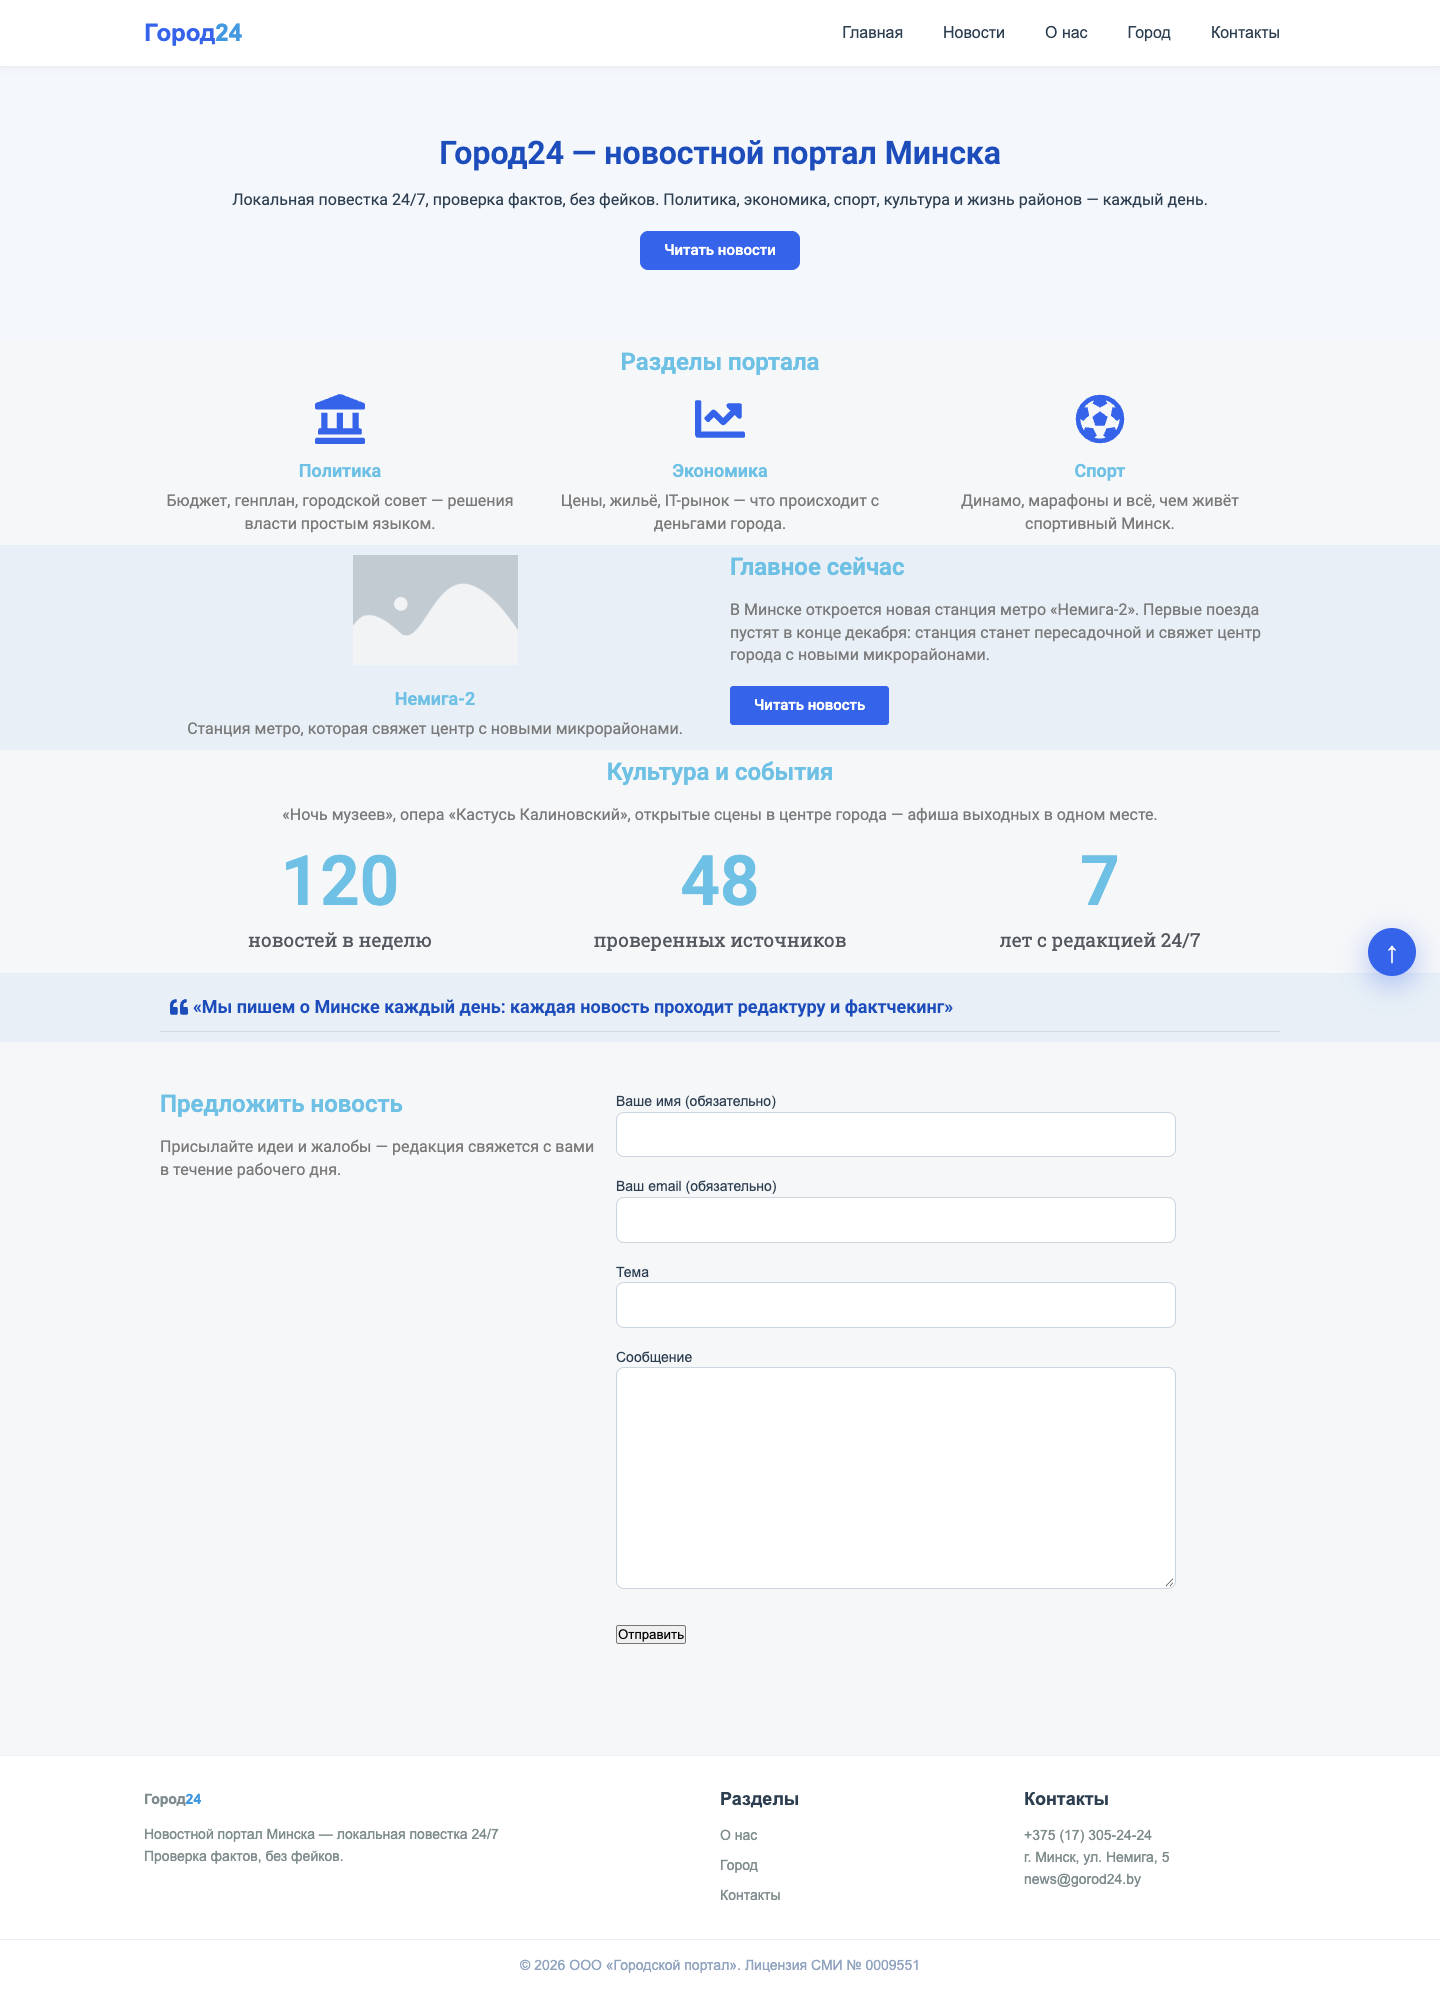 Город24
Главная
Новости
О нас
Город
Контакты
Город24 — новостной портал Минска
Локальная повестка 24/7, проверка фактов, без фейков. Политика, экономика, спорт, культура и жизнь районов — каждый день.
Читать новости
Разделы портала
Политика
Бюджет, генплан, городской совет — решения
власти простым языком.
Экономика
Цены, жильё, IT-рынок — что происходит с
деньгами города.
Спорт
Динамо, марафоны и всё, чем живёт
спортивный Минск.
Немига-2
Станция метро, которая свяжет центр с новыми микрорайонами.
Главное сейчас
В Минске откроется новая станция метро «Немига-2». Первые поезда
пустят в конце декабря: станция станет пересадочной и свяжет центр
города с новыми микрорайонами.
Читать новость
Культура и события
«Ночь музеев», опера «Кастусь Калиновский», открытые сцены в центре города — афиша выходных в одном месте.
120
новостей в неделю
48
проверенных источников
7
лет с редакцией 24/7
↑
«Мы пишем о Минске каждый день: каждая новость проходит редактуру и фактчекинг»
Предложить новость
Присылайте идеи и жалобы — редакция свяжется с вами
в течение рабочего дня.
Ваше имя (обязательно)
Ваш email (обязательно)
Тема
Сообщение
Отправить
Город24
Новостной портал Минска — локальная повестка 24/7
Проверка фактов, без фейков.
Разделы
О нас
Город
Контакты
Контакты
+375 (17) 305-24-24
г. Минск, ул. Немига, 5
news@gorod24.by
© 2026 ООО «Городской портал». Лицензия СМИ № 0009551